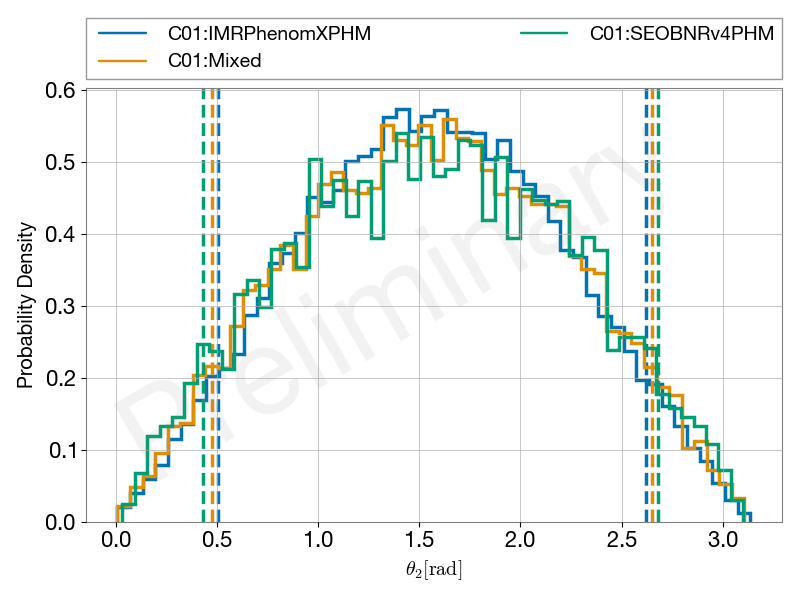 C01:IMRPhenomXPHM
C01:Mixed
C01:SEOBNRv4PHM
Preliminary
Probability Density
0.6
0.5
0.4
0.3
0.2
0.1
0.0
0.0 0.5 1.0 1.5 2.0 2.5 3.0
θ₂[rad]